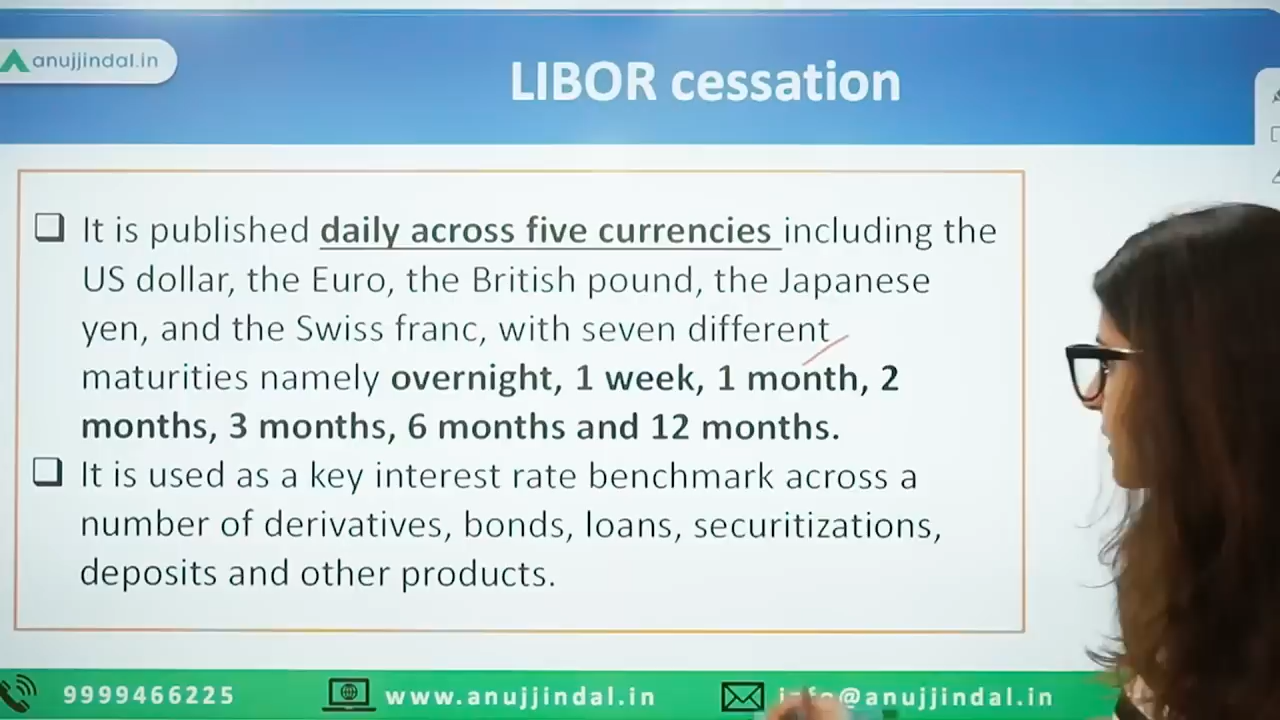 anujjindal.in
LIBOR cessation
It is published daily across five currencies including the
US dollar, the Euro, the British pound, the Japanese
yen, and the Swiss franc, with seven different
maturities namely overnight, 1 week, 1 month, 2
months, 3 months, 6 months and 12 months.
It is used as a key interest rate benchmark across a
number of derivatives, bonds, loans, securitizations,
deposits and other products.
9999466225
www.anujjindal.in
info@anujjindal.in